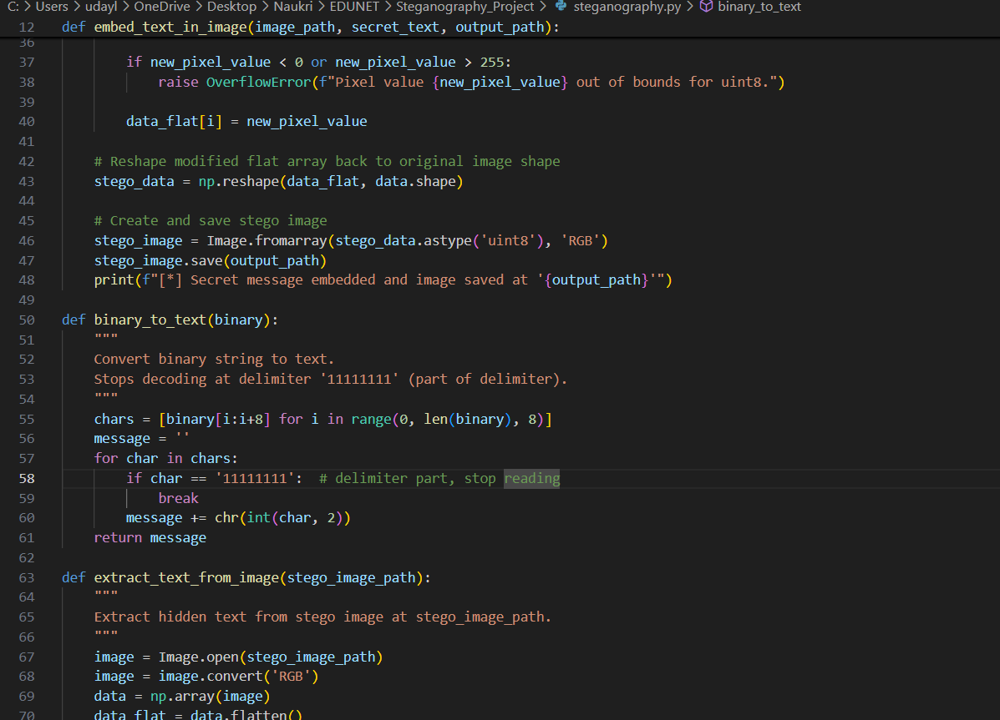 C: > Users > udayl > OneDrive > Desktop > Naukri > EDUNET > Steganography_Project > steganography.py > binary_to_text
12 def embed_text_in_image(image_path, secret_text, output_path):
36
37 if new_pixel_value < 0 or new_pixel_value > 255:
38 raise OverflowError(f"Pixel value {new_pixel_value} out of bounds for uint8.")
39
40 data_flat[i] = new_pixel_value
41
42 # Reshape modified flat array back to original image shape
43 stego_data = np.reshape(data_flat, data.shape)
44
45 # Create and save stego image
46 stego_image = Image.fromarray(stego_data.astype('uint8'), 'RGB')
47 stego_image.save(output_path)
48 print(f"[*] Secret message embedded and image saved at '{output_path}'")
49
50 def binary_to_text(binary):
51 """
52 Convert binary string to text.
53 Stops decoding at delimiter '11111111' (part of delimiter).
54 """
55 chars = [binary[i:i+8] for i in range(0, len(binary), 8)]
56 message = ''
57 for char in chars:
58 if char == '11111111': # delimiter part, stop reading
59 break
60 message += chr(int(char, 2))
61 return message
62
63 def extract_text_from_image(stego_image_path):
64 """
65 Extract hidden text from stego image at stego_image_path.
66 """
67 image = Image.open(stego_image_path)
68 image = image.convert('RGB')
69 data = np.array(image)
70 data_flat = data.flatten()